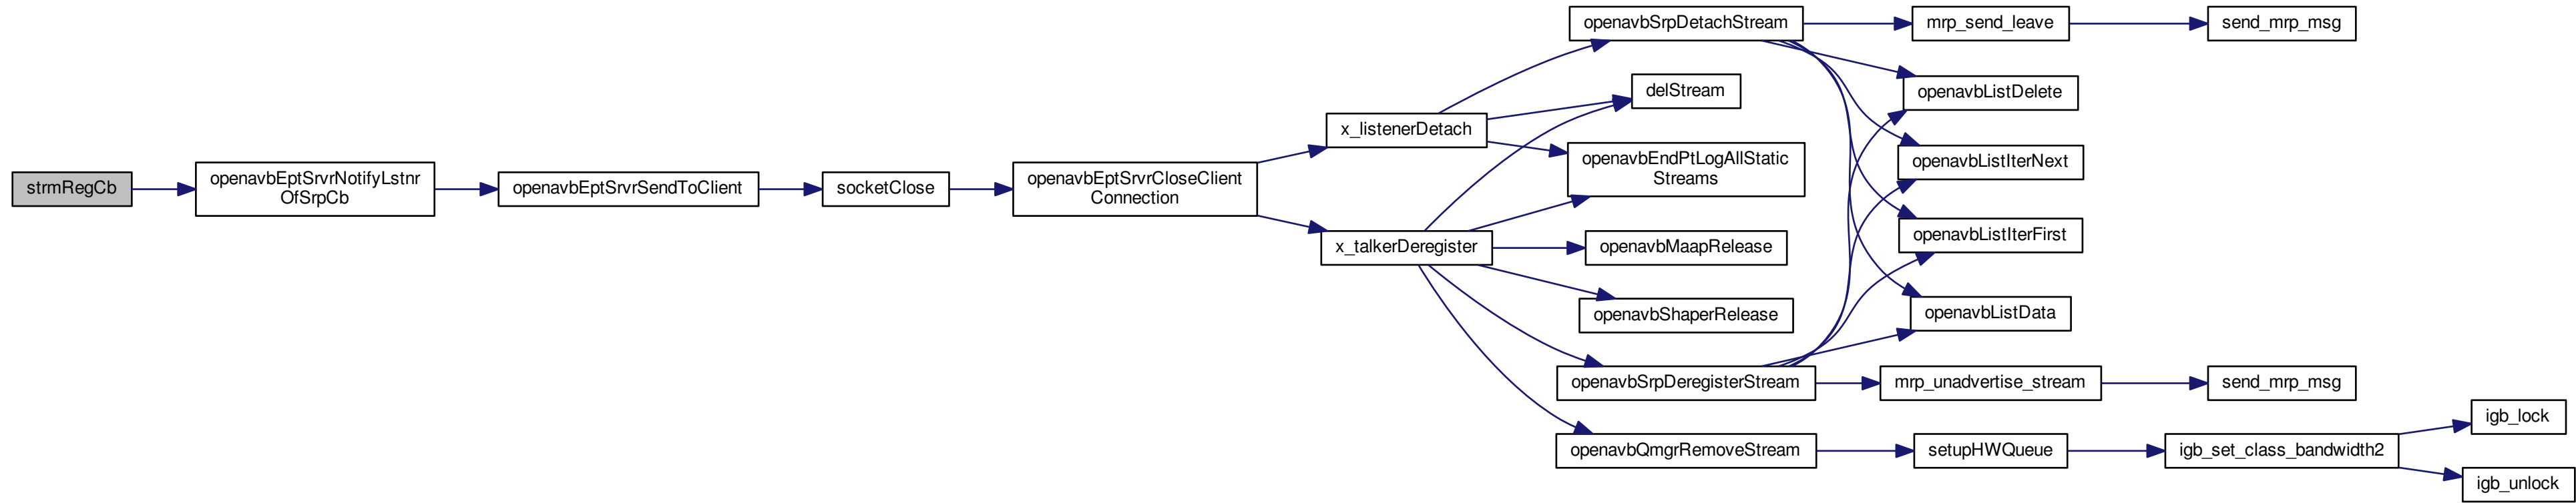 strmRegCb
openavbEptSrvrNotifyLstnr
OfSrpCb
openavbEptSrvrSendToClient
socketClose
openavbEptSrvrCloseClient
Connection
x_listenerDetach
x_talkerDeregister
openavbSrpDetachStream
delStream
openavbEndPtLogAllStatic
Streams
openavbMaapRelease
openavbShaperRelease
openavbSrpDeregisterStream
openavbQmgrRemoveStream
mrp_send_leave
openavbListDelete
openavbListIterNext
openavbListIterFirst
openavbListData
mrp_unadvertise_stream
setupHWQueue
send_mrp_msg
send_mrp_msg
igb_set_class_bandwidth2
igb_lock
igb_unlock